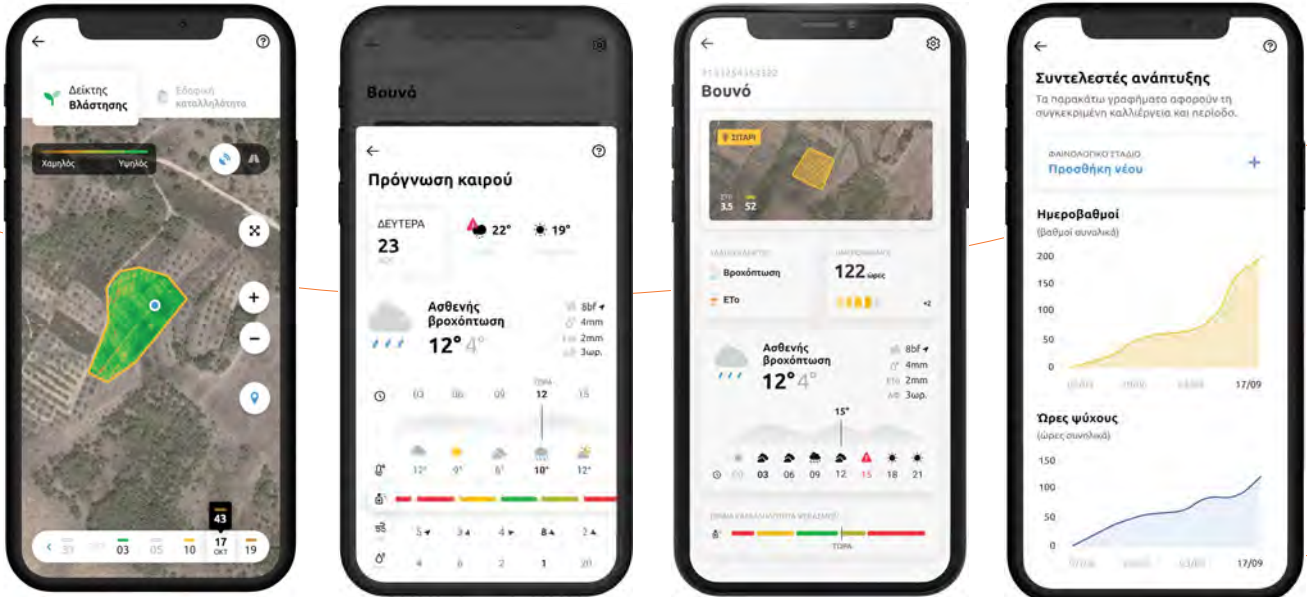 Δείκτης
Βλάστησης
Εδαφική
καταλληλότητα
Χαμηλός
Υψηλός
43
03
05
10
17
ΟΚΤ
19
Βουνό
Πρόγνωση καιρού
ΔΕΥΤΕΡΑ
23
22°
19°
Ασθενής
βροχόπτωση
12° 4°
8bf
4mm
2mm
3ωρ.
ΤΩΡΑ
03
06
09
12
15
12°
9°
8°
10°
12°
5
3
4
8
2
4
6
2
1
20
Βουνό
ΣΙΤΑΡΙ
ΣΤΡ
3.5
52
Βροχόπτωση
122 ώρες
ETo
+2
Ασθενής
βροχόπτωση
12° 4°
8bf
4mm
ETo 2mm
3ωρ.
15°
03
06
09
12
15
18
21
ΤΩΡΑ
Συντελεστές ανάπτυξης
Τα παρακάτω γραφήματα αφορούν τη
συγκεκριμένη καλλιέργεια και περίοδο.
ΦΑΙΝΟΛΟΓΙΚΟ ΣΤΑΔΙΟ
Προσθήκη νέου
+
Ημεροβαθμοί
(βαθμοί συνολικά)
200
150
100
50
0
17/09
Ώρες ψύχους
(ώρες συνολικά)
150
100
50
0
17/09